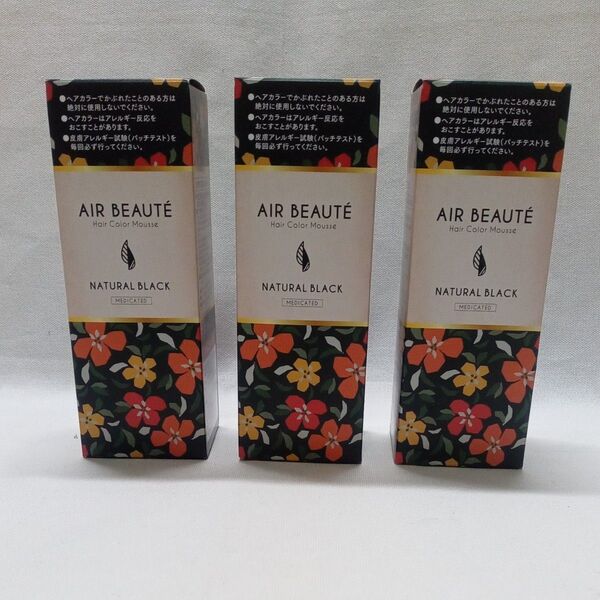 ●ヘアカラーでかぶれたことのある方は
絶対に使用しないでください。
●ヘアカラーはアレルギー反応を
おこすことがあります。
●皮膚アレルギー試験(パッチテスト)を
毎回必ず行ってください。
AIR BEAUTÉ
Hair Color Mousse
NATURAL BLACK
MEDICATED
●ヘアカラーでかぶれたことのある方は
絶対に使用しないでください。
●ヘアカラーはアレルギー反応を
おこすことがあります。
●皮膚アレルギー試験(パッチテスト)を
毎回必ず行ってください。
AIR BEAUTÉ
Hair Color Mousse
NATURAL BLACK
MEDICATED
●ヘアカラーでかぶれたことのある方は
絶対に使用しないでください。
●ヘアカラーはアレルギー反応を
おこすことがあります。
●皮膚アレルギー試験(パッチテスト)を
毎回必ず行ってください。
AIR BEAUTÉ
Hair Color Mousse
NATURAL BLACK
MEDICATED